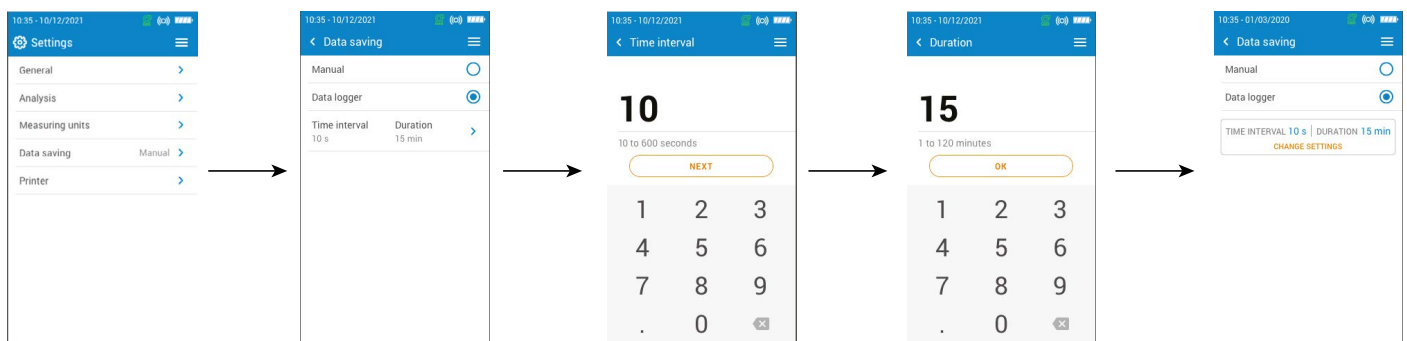 10:35 - 10/12/2021
Settings
General
Analysis
Measuring units
Data saving Manual
Printer
10:35 - 10/12/2021
Data saving
Manual
Data logger
Time interval Duration
10 s 15 min
10:35 - 10/12/2021
Time interval
10
10 to 600 seconds
NEXT
1 2 3
4 5 6
7 8 9
. 0
10:35 - 10/12/2021
Duration
15
1 to 120 minutes
OK
1 2 3
4 5 6
7 8 9
. 0
10:35 - 01/03/2020
Data saving
Manual
Data logger
TIME INTERVAL 10 s | DURATION 15 min
CHANGE SETTINGS